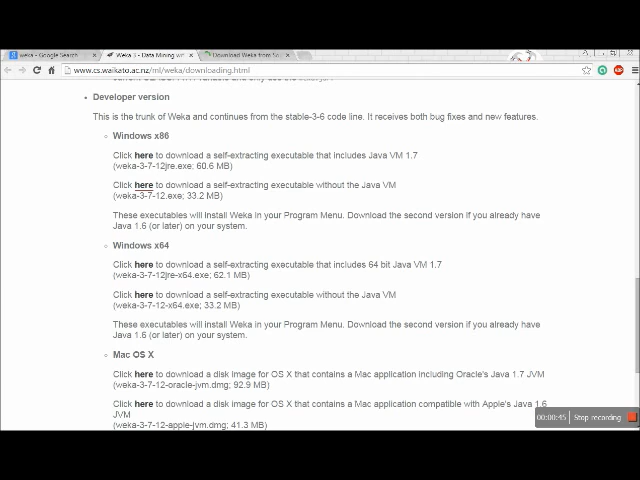 weka - Google Search
Weka 3 - Data Mining wit
Download Weka from So
www.cs.waikato.ac.nz/ml/weka/downloading.html
Developer version
This is the trunk of Weka and continues from the stable-3-6 code line. It receives both bug fixes and new features.
Windows x86
Click here to download a self-extracting executable that includes Java VM 1.7
(weka-3-7-12jre.exe; 60.6 MB)
Click here to download a self-extracting executable without the Java VM
(weka-3-7-12.exe; 33.2 MB)
These executables will install Weka in your Program Menu. Download the second version if you already have
Java 1.6 (or later) on your system.
Windows x64
Click here to download a self-extracting executable that includes 64 bit Java VM 1.7
(weka-3-7-12jre-x64.exe; 62.1 MB)
Click here to download a self-extracting executable without the Java VM
(weka-3-7-12-x64.exe; 33.2 MB)
These executables will install Weka in your Program Menu. Download the second version if you already have
Java 1.6 (or later) on your system.
Mac OS X
Click here to download a disk image for OS X that contains a Mac application including Oracle's Java 1.7 JVM
(weka-3-7-12-oracle-jvm.dmg; 92.9 MB)
Click here to download a disk image for OS X that contains a Mac application compatible with Apple's Java 1.6
JVM
(weka-3-7-12-apple-jvm.dmg; 41.3 MB)
00:00:45 Stop recording